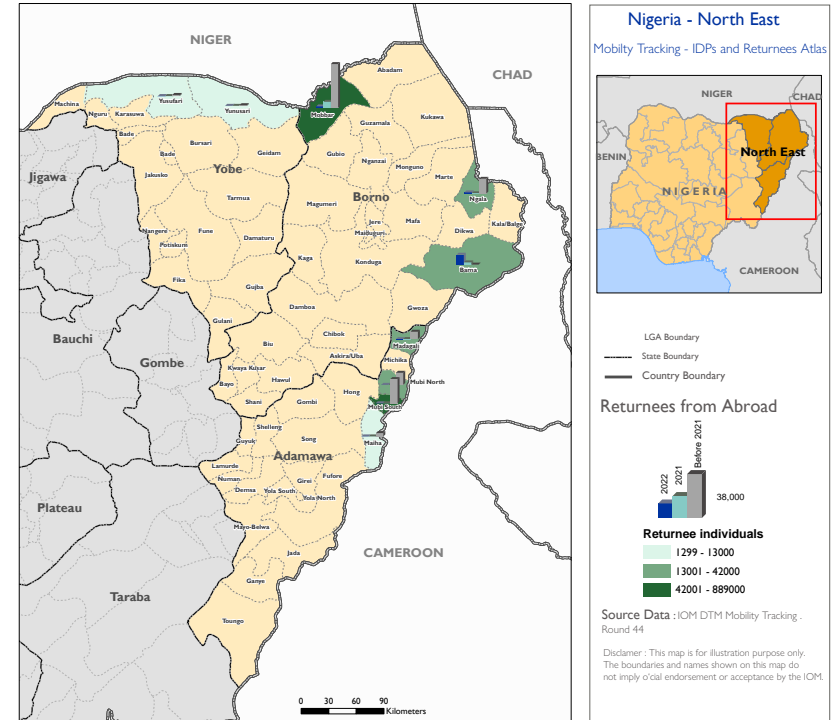 NIGER
CHAD
Abadam
Machina
Yusufari
Yunusari
Mobbar
Nguru
Karasuwa
Kukawa
Guzamala
Bade
Bursari
Geidam
Gubio
Nganzai
Monguno
Bade
Yobe
Jigawa
Jakusko
Marte
Borno
Ngala
Tarmua
Magumeri
Jere
Mafa
Kala/Balge
Nangere
Fune
Damaturu
Maiduguri
Dikwa
Potiskum
Kaga
Konduga
Bama
Fika
Gujba
Damboa
Gwoza
Gulani
Bauchi
Chibok
Biu
Madagali
Askira/Uba
Gombe
Michika
Kwaya Kusar
Bayo
Hawul
Mubi North
Hong
Shani
Gombi
Mubi South
Shelleng
Guyuk
Song
Maiha
Adamawa
Lamurde
Numan
Fufore
Girei
Demsa
Yola South
Yola North
Plateau
Mayo-Belwa
CAMEROON
Jada
Ganye
Taraba
Toungo
0 30 60 90
Kilometers
Nigeria - North East
Mobilty Tracking - IDPs and Returnees Atlas
NIGER
CHAD
BENIN
North East
NIGERIA
CAMEROON
LGA Boundary
State Boundary
Country Boundary
Returnees from Abroad
2022
2021
Before 2021
38,000
Returnee individuals
1299 - 13000
13001 - 42000
42001 - 889000
Source Data : IOM DTM Mobility Tracking .
Round 44
Disclamer : This map is for illustration purpose only.
The boundaries and names shown on this map do
not imply o'cial endorsement or acceptance by the IOM.